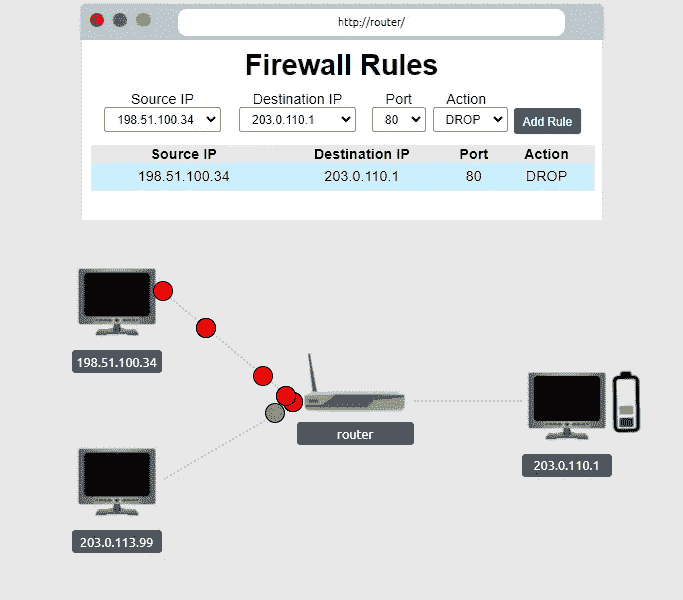 http://router/
Firewall Rules
Source IP Destination IP Port Action
198.51.100.34 203.0.110.1 80 DROP Add Rule
Source IP Destination IP Port Action
198.51.100.34 203.0.110.1 80 DROP
198.51.100.34
router
203.0.110.1
203.0.113.99